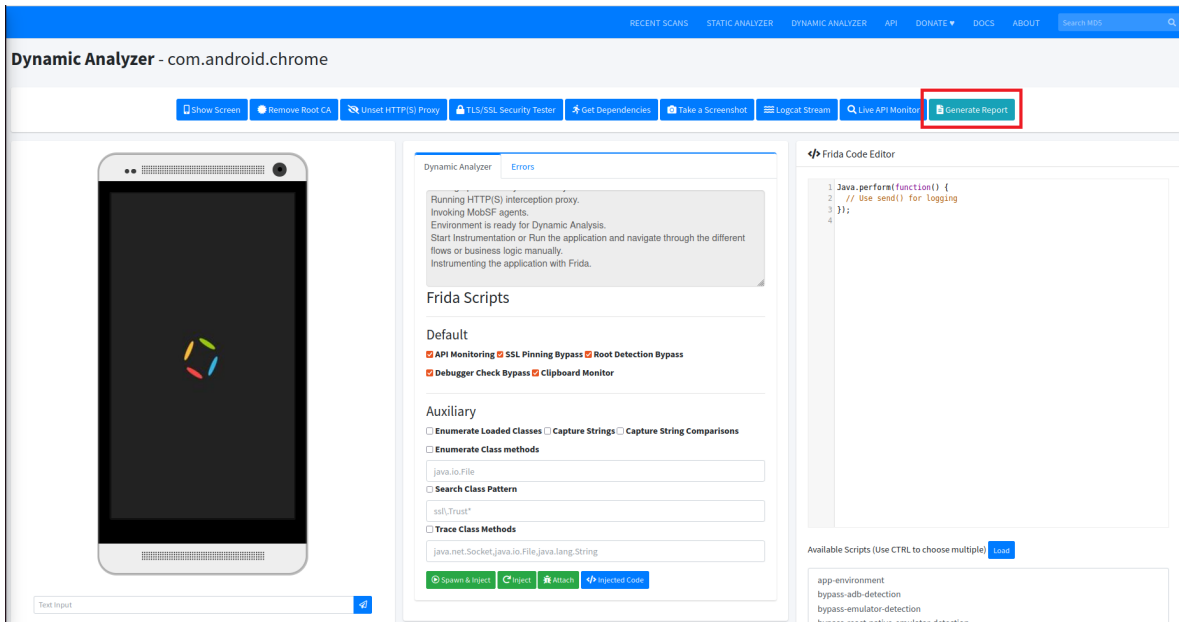 RECENT SCANS STATIC ANALYZER DYNAMIC ANALYZER API DONATE ♥ DOCS ABOUT Search MD5
Dynamic Analyzer - com.android.chrome
Show Screen Remove Root CA Unset HTTP(S) Proxy TLS/SSL Security Tester Get Dependencies Take a Screenshot Logcat Stream Live API Monitor Generate Report
Dynamic Analyzer Errors
Running HTTP(S) interception proxy.
Invoking MobSF agents.
Environment is ready for Dynamic Analysis.
Start Instrumentation or Run the application and navigate through the different
flows or business logic manually.
Instrumenting the application with Frida.
Frida Scripts
Default
API Monitoring SSL Pinning Bypass Root Detection Bypass
Debugger Check Bypass Clipboard Monitor
Auxiliary
Enumerate Loaded Classes Capture Strings Capture String Comparisons
Enumerate Class methods
java.io.File
Search Class Pattern
ssl\.Trust*
Trace Class Methods
java.net.Socket,java.io.File,java.lang.String
Spawn & Inject Inject Attach </> Injected Code
Text Input
</> Frida Code Editor
1 Java.perform(function() {
2 // Use send() for logging
3 });
4
Available Scripts (Use CTRL to choose multiple) Load
app-environment
bypass-adb-detection
bypass-emulator-detection